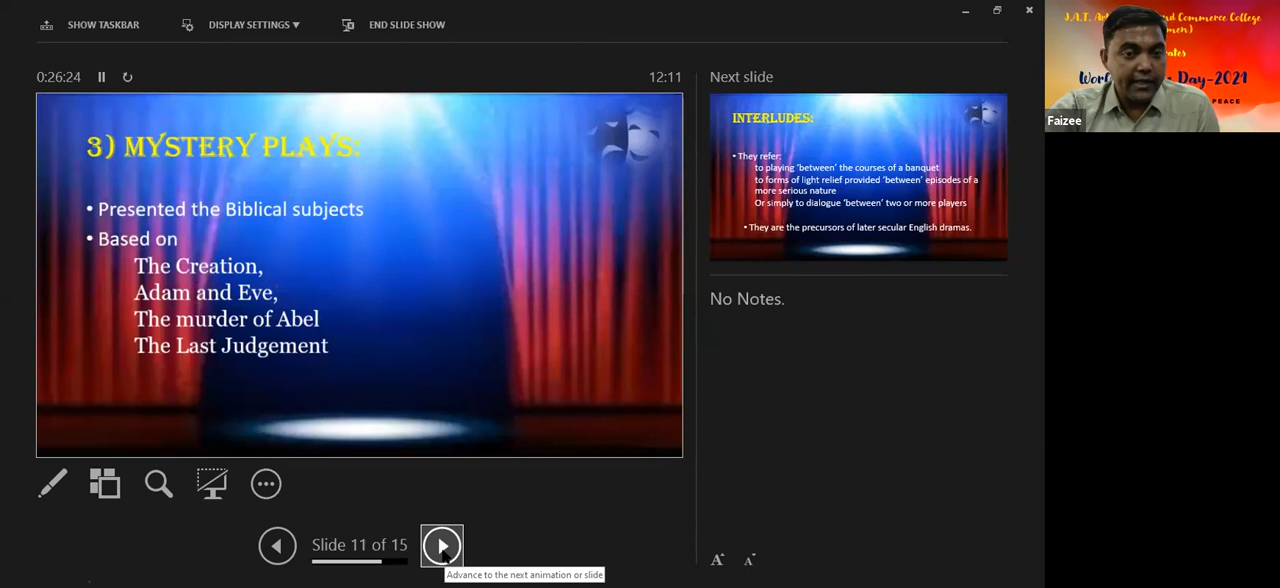 SHOW TASKBAR
DISPLAY SETTINGS ▼
END SLIDE SHOW
0:26:24
12:11
3) MYSTERY PLAYS:
• Presented the Biblical subjects
• Based on
The Creation,
Adam and Eve,
The murder of Abel
The Last Judgement
Slide 11 of 15
Advance to the next animation or slide
Next slide
INTERLUDES:
• They refer:
to playing 'between' the courses of a banquet
to forms of light relief provided 'between' episodes of a
more serious nature
Or simply to dialogue 'between' two or more players
• They are the precursors of later secular English dramas.
No Notes.
A A
J.A.T. and Commerce College
Day-2021
PEACE
Faizee